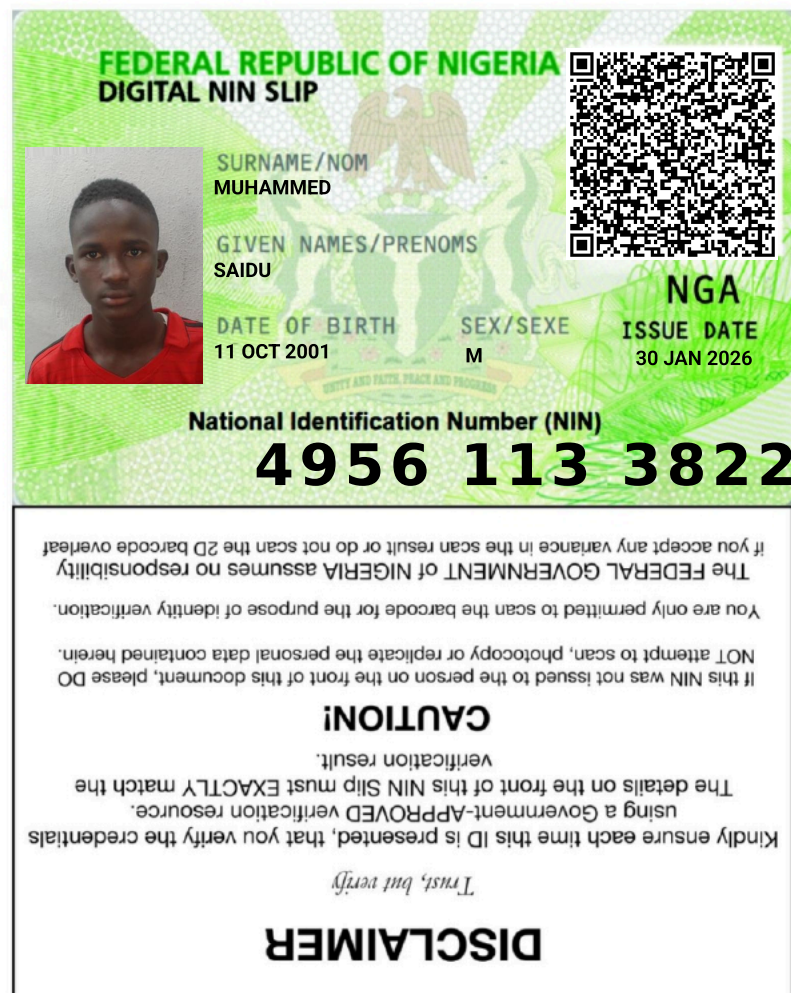 FEDERAL REPUBLIC OF NIGERIA
DIGITAL NIN SLIP
SURNAME/NOM
MUHAMMED
GIVEN NAMES/PRENOMS
SAIDU
DATE OF BIRTH
11 OCT 2001
SEX/SEXE
M
NGA
ISSUE DATE
30 JAN 2026
UNITY AND FAITH, PEACE AND PROGRESS
National Identification Number (NIN)
4956 113 3822
DISCLAIMER
Trust, but verify
Kindly ensure each time this ID is presented, that you verify the credentials
using a Government-APPROVED verification resource.
The details on the front of this NIN Slip must EXACTLY match the
verification result.
CAUTION!
If this NIN was not issued to the person on the front of this document, please DO
NOT attempt to scan, photocopy or replicate the personal data contained herein.
You are only permitted to scan the barcode for the purpose of identity verification.
The FEDERAL GOVERNMENT of NIGERIA assumes no responsibility
if you accept any variance in the scan result or do not scan the 2D barcode overleaf